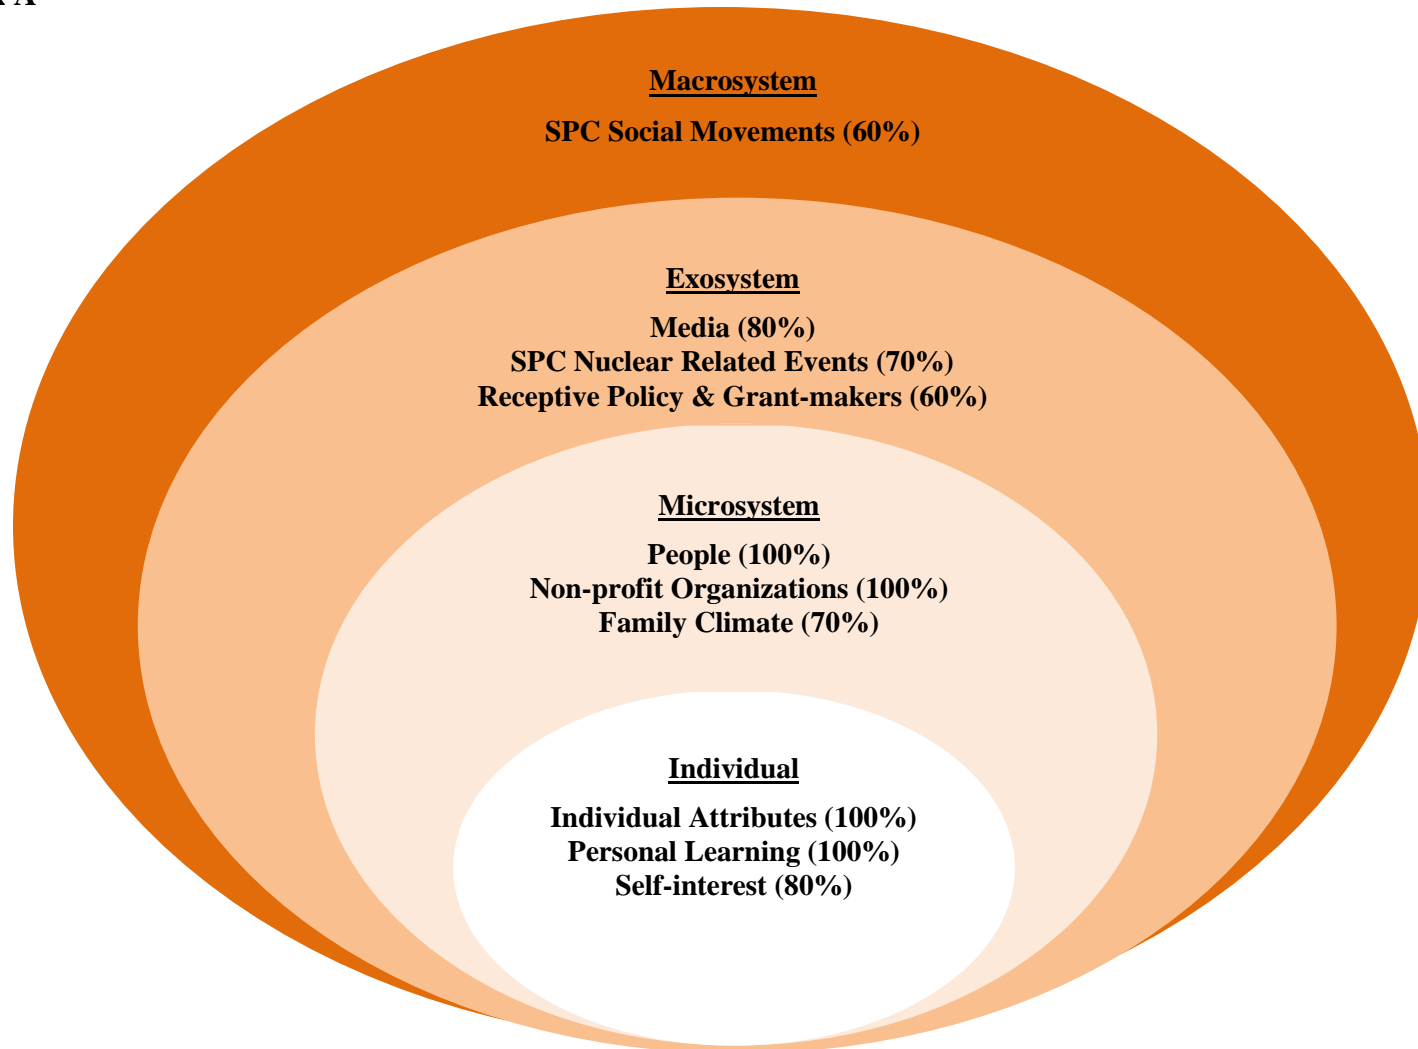 Macrosystem
SPC Social Movements (60%)
Exosystem
Media (80%)
SPC Nuclear Related Events (70%)
Receptive Policy & Grant-makers (60%)
Microsystem
People (100%)
Non-profit Organizations (100%)
Family Climate (70%)
Individual
Individual Attributes (100%)
Personal Learning (100%)
Self-interest (80%)